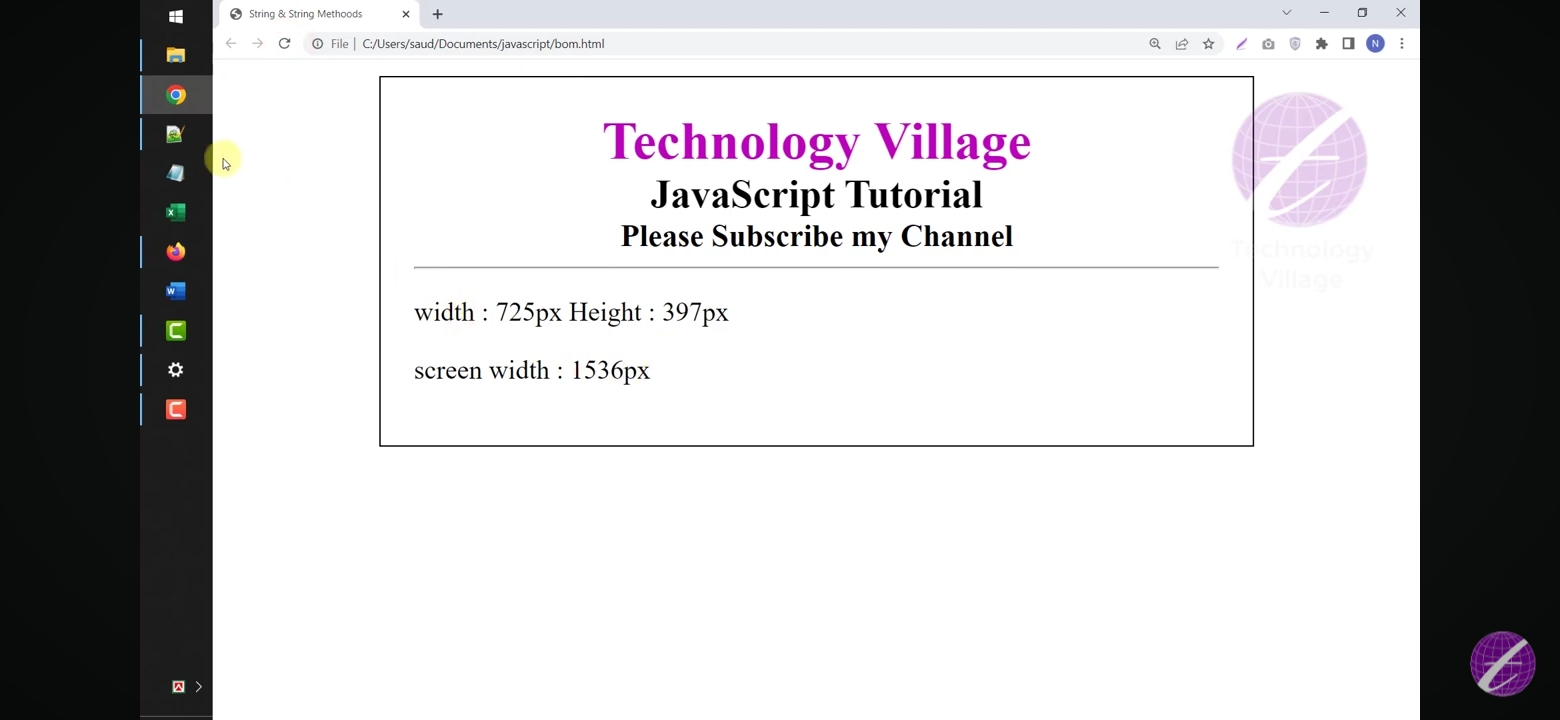 String & String Methoods
File
C:/Users/saud/Documents/javascript/bom.html
N
Technology Village
JavaScript Tutorial
Please Subscribe my Channel
width : 725px Height : 397px
screen width : 1536px
Technology
Village